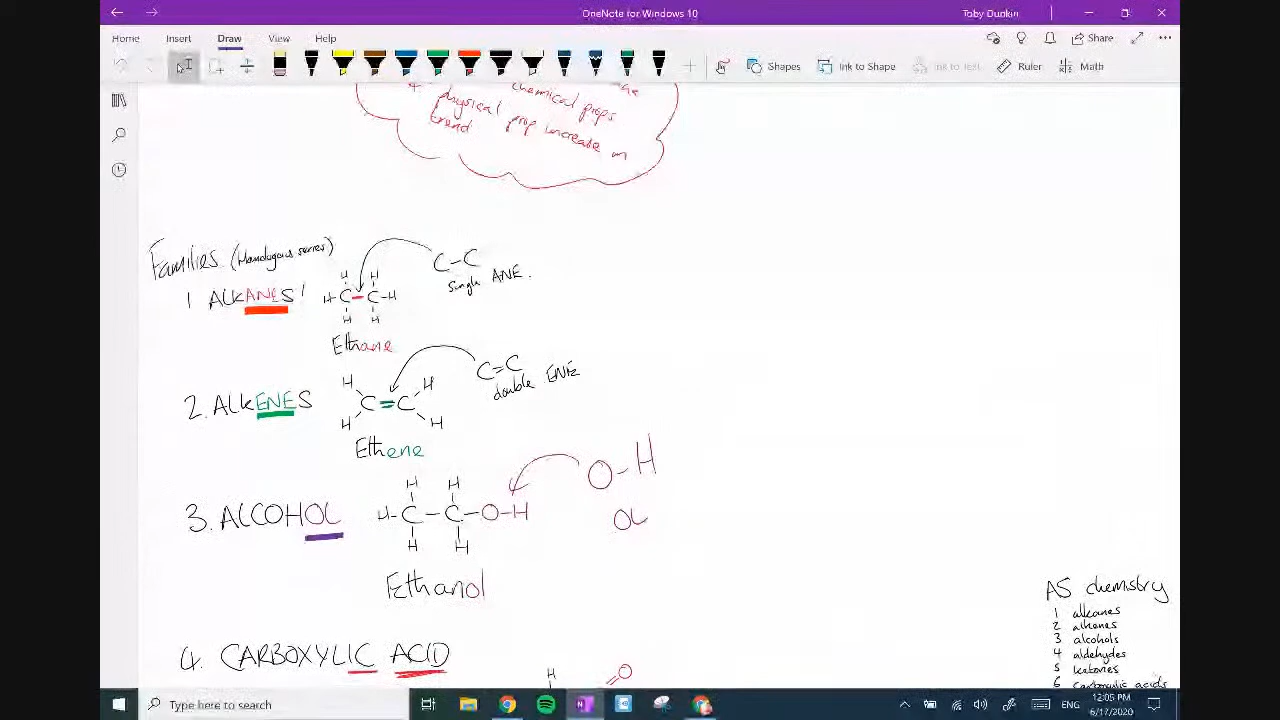 OneNote for Windows 10
Toby Dunkin
Home Insert Draw View Help
Share
Shapes Ink to Shape Ink to Text Ruler Math
chemical props
physical prop increase in
trend
Families (Homologous series)
1 ALKANES
H H
H C - C - H
H H
Ethane
C-C
single ANE.
2. ALKENES
H H
C = C
H H
Ethene
C=C
double ENE
3. ALCOHOL
H H
H-C-C-O-H
H H
Ethanol
O-H
OL
4. CARBOXYLIC ACID
H O
AS chemistry
1 alkanes
2 alkenes
3 alcohols
4 aldehydes
5 ketones
6 carboxylic acids
Type here to search
ENG
12:05 PM
6/17/2020